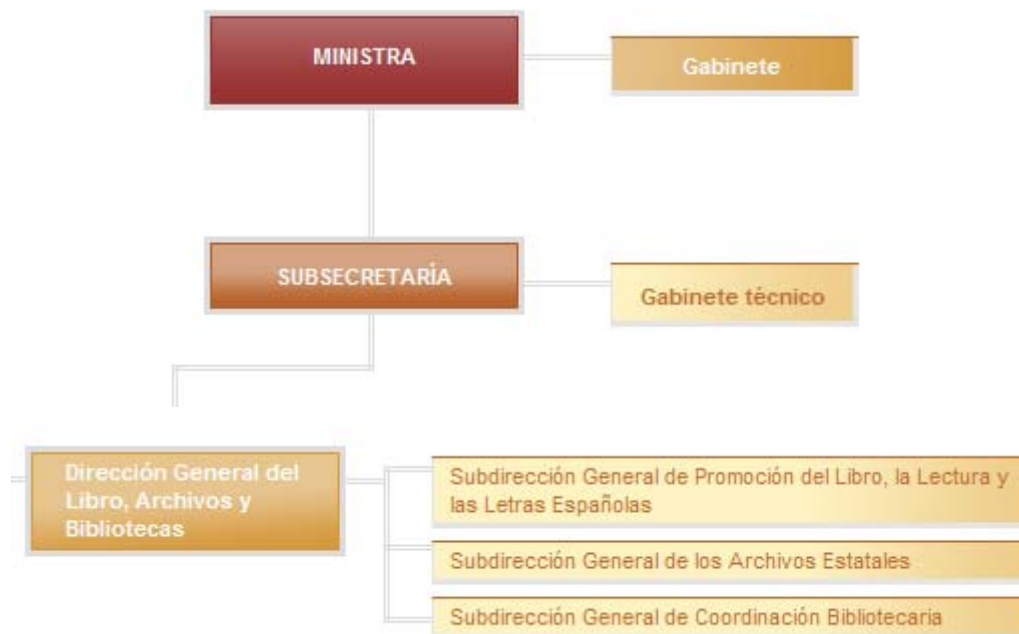 MINISTRA
Gabinete
SUBSECRETARÍA
Gabinete técnico
Dirección General del
Libro, Archivos y
Bibliotecas
Subdirección General de Promoción del Libro, la Lectura y
las Letras Españolas
Subdirección General de los Archivos Estatales
Subdirección General de Coordinación Bibliotecaria